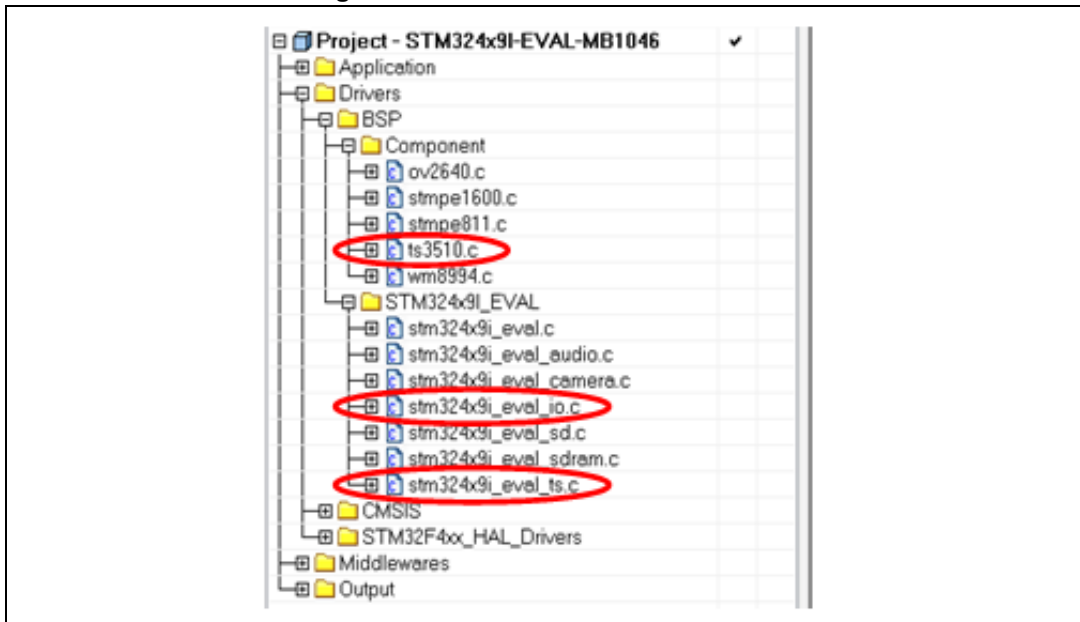 Project - STM324x9I-EVAL-MB1046
Application
Drivers
BSP
Component
ov2640.c
stmpe1600.c
stmpe811.c
ts3510.c
wm8994.c
STM324x9I_EVAL
stm324x9i_eval.c
stm324x9i_eval_audio.c
stm324x9i_eval_camera.c
stm324x9i_eval_io.c
stm324x9i_eval_sd.c
stm324x9i_eval_sdram.c
stm324x9i_eval_ts.c
CMSIS
STM32F4xx_HAL_Drivers
Middlewares
Output